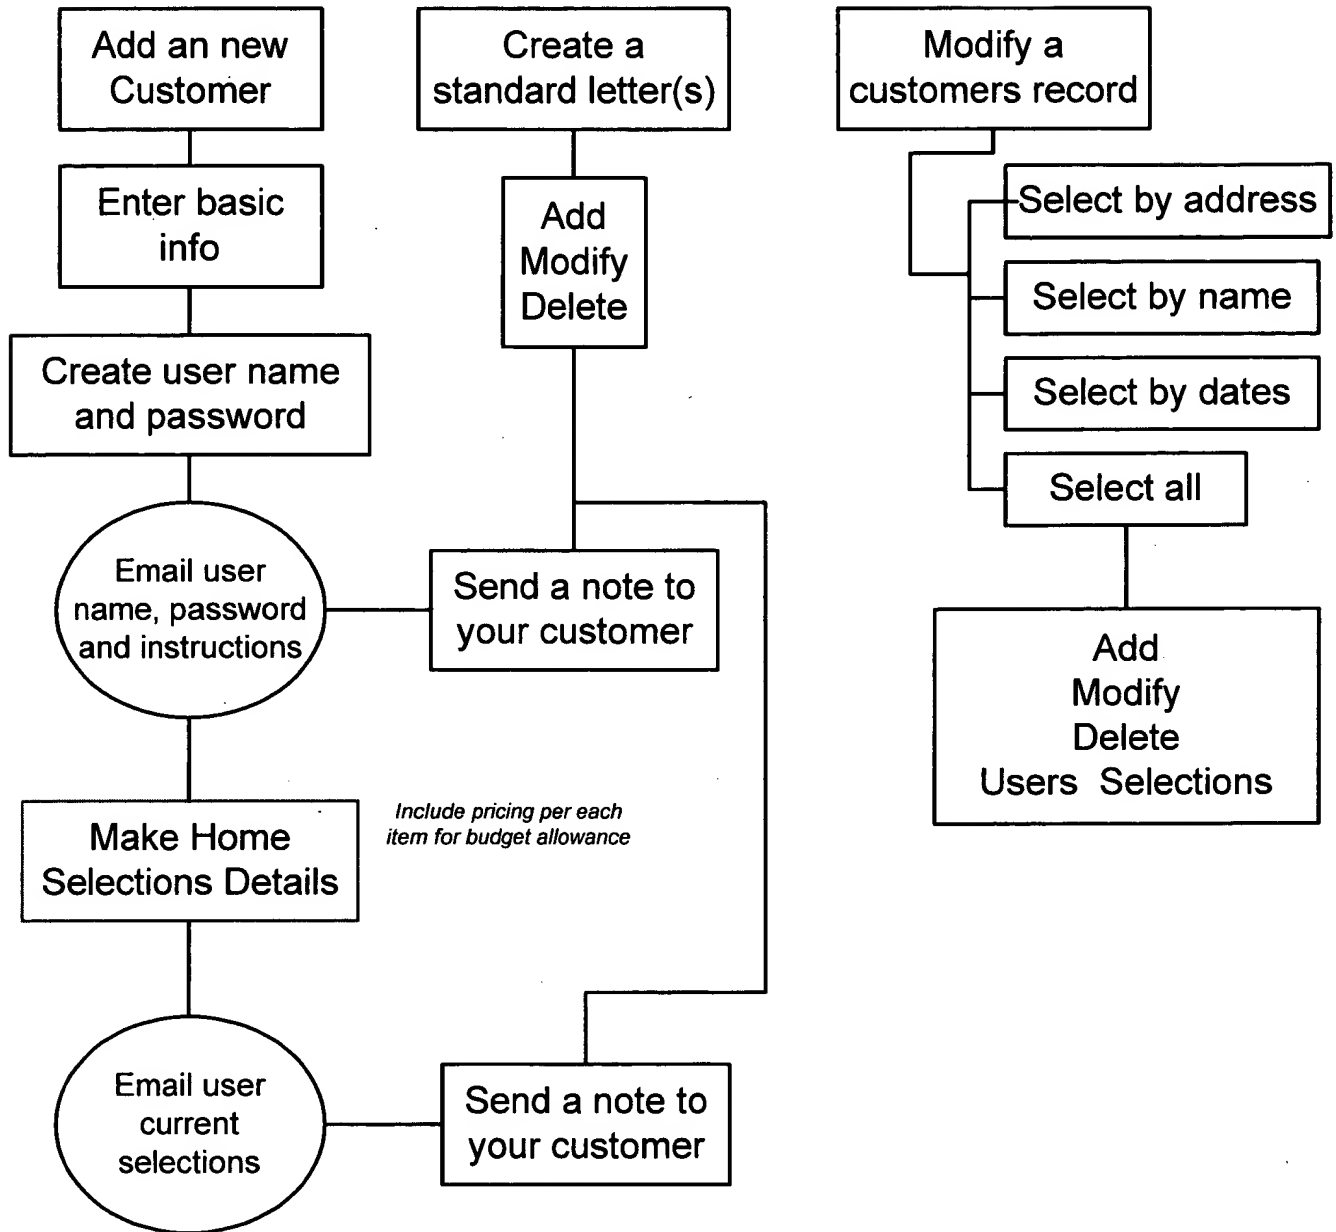 Add an new
Customer
Enter basic
info
Create user name
and password
Email user
name, password
and instructions
Make Home
Selections Details
Include pricing per each
item for budget allowance
Email user
current
selections
Create a
standard letter(s)
Add
Modify
Delete
Send a note to
your customer
Send a note to
your customer
Modify a
customers record
Select by address
Select by name
Select by dates
Select all
Add
Modify
Delete
Users Selections